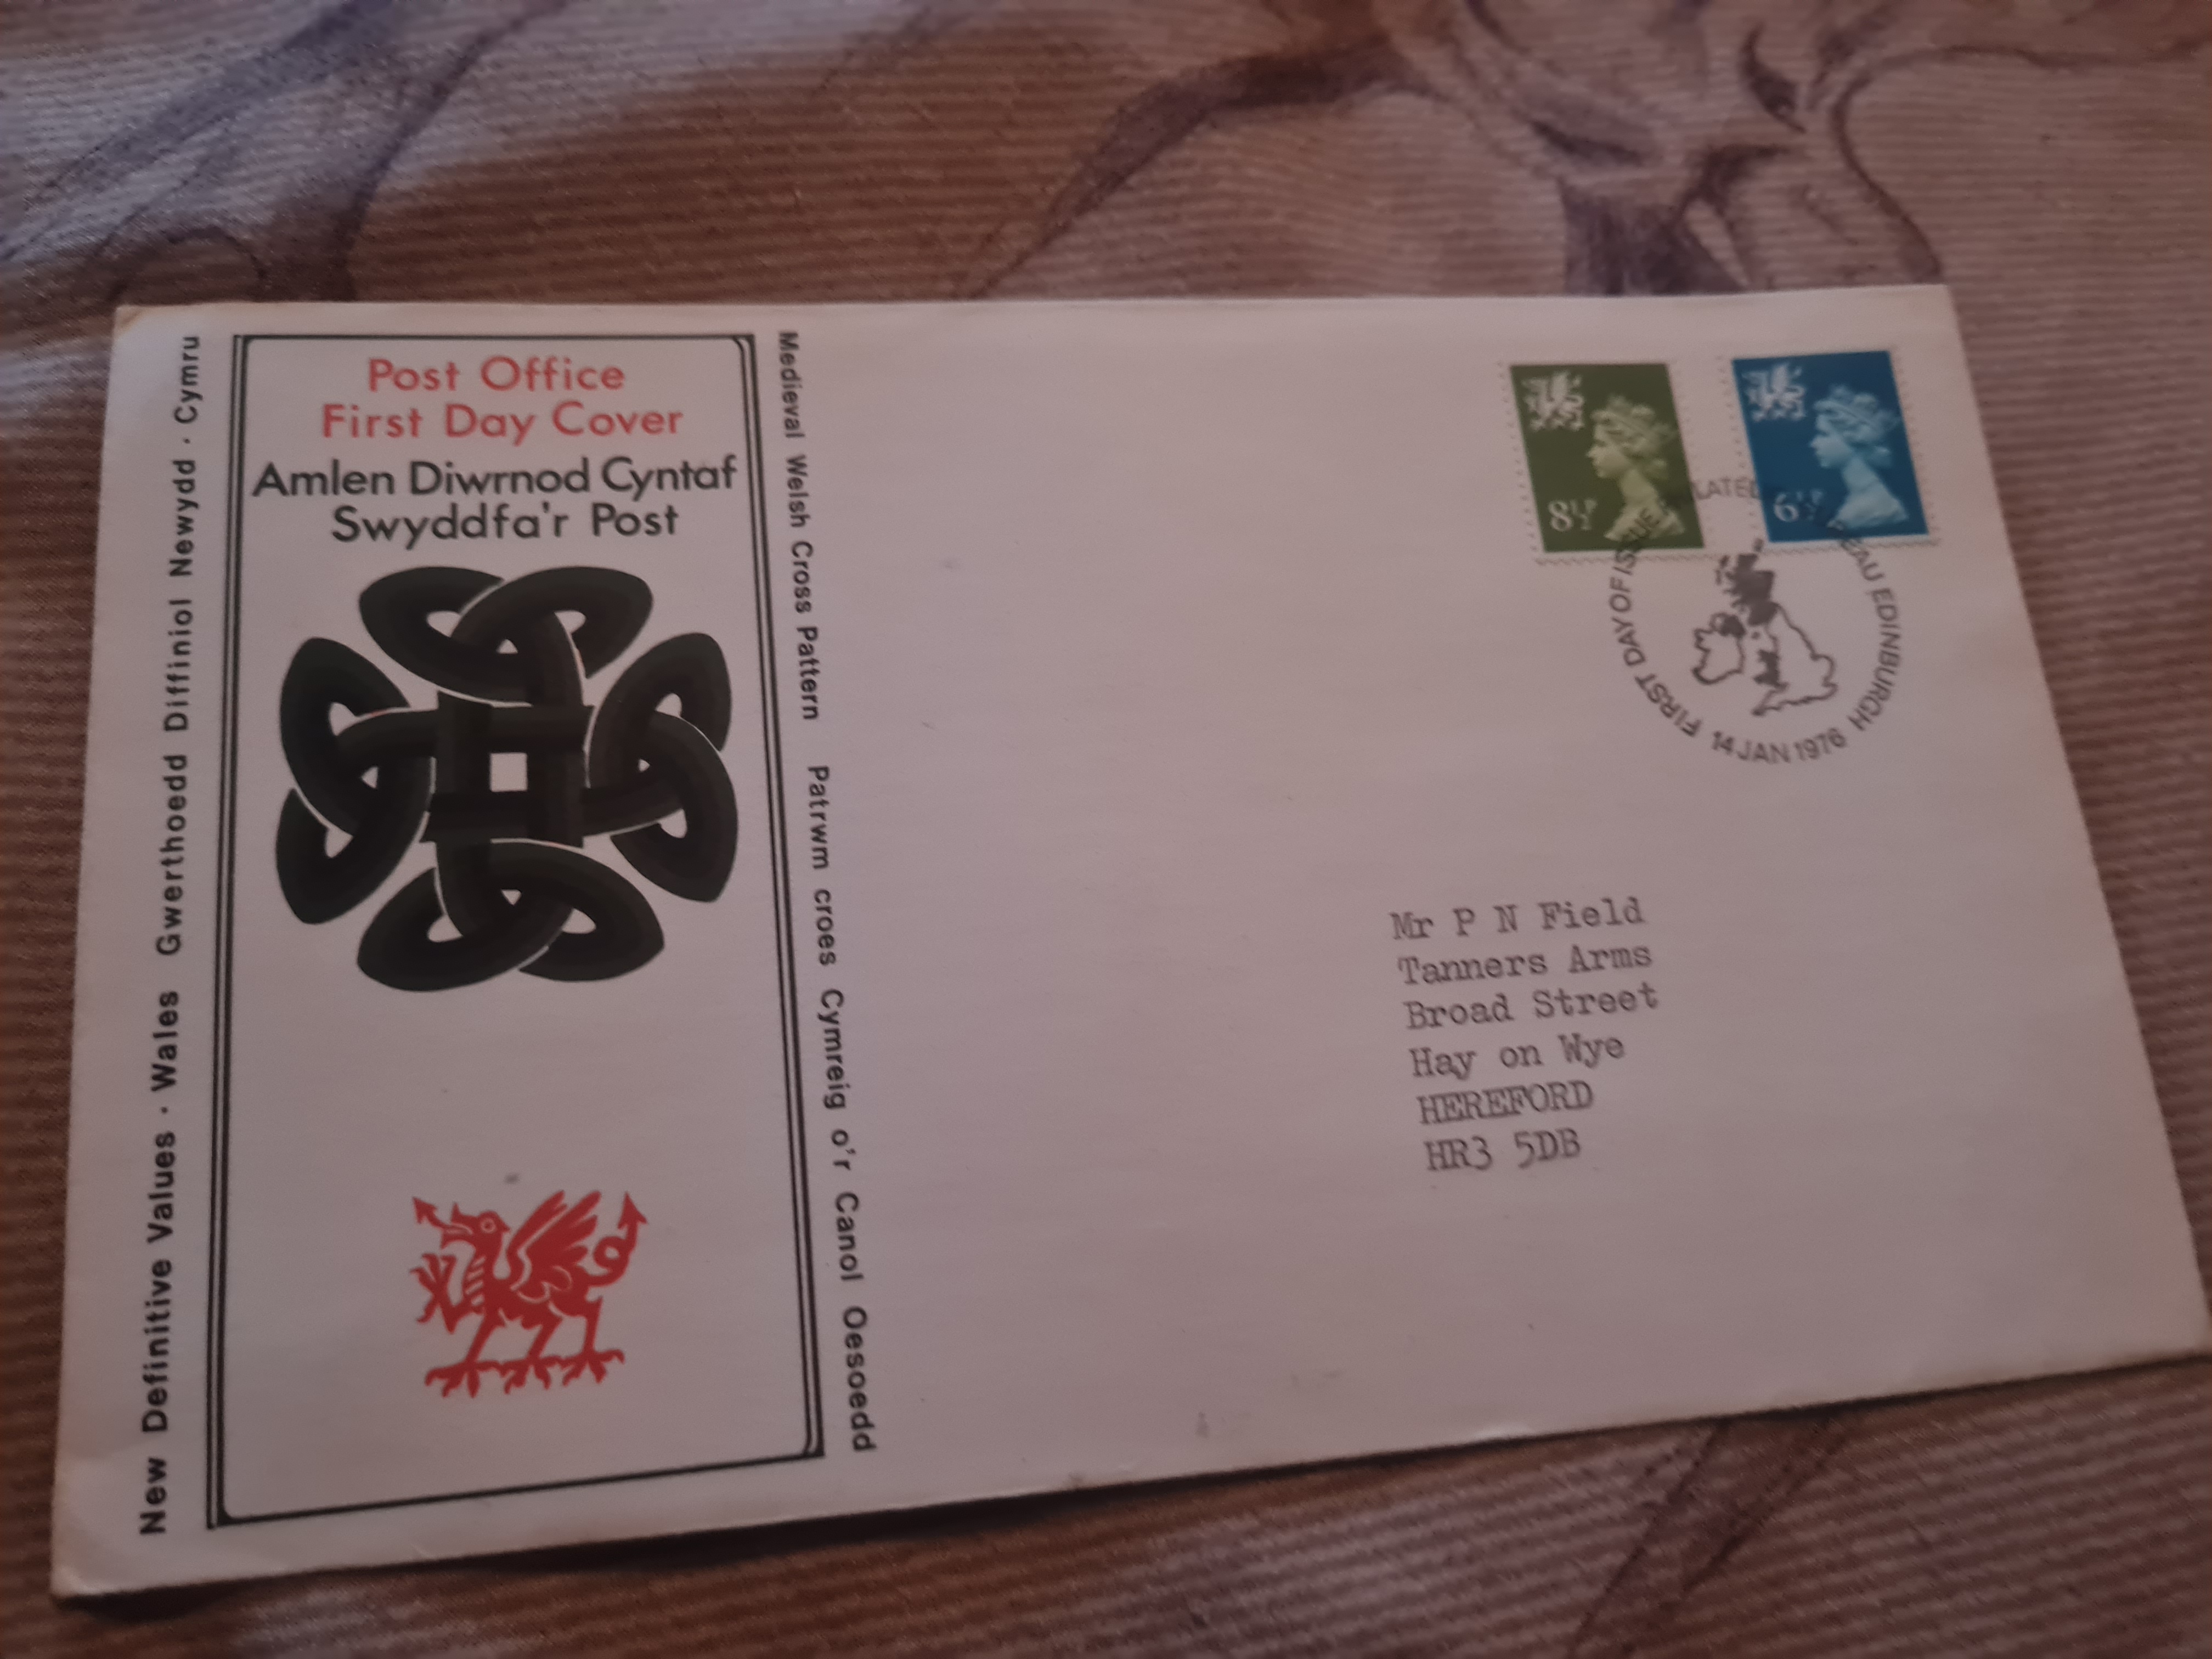 New Definitive Values · Wales Gwerthoedd Diffiniol Newydd · Cymru
Post Office
First Day Cover
Amlen Diwrnod Cyntaf
Swyddfa'r Post
Medieval Welsh Cross Pattern Patrwm croes Cymreig o'r Canol Oesoedd
8½P
6½P
FIRST DAY OF ISSUE
EDINBURGH
14 JAN 1976
Mr P N Field
Tanners Arms
Broad Street
Hay on Wye
HEREFORD
HR3 5DB